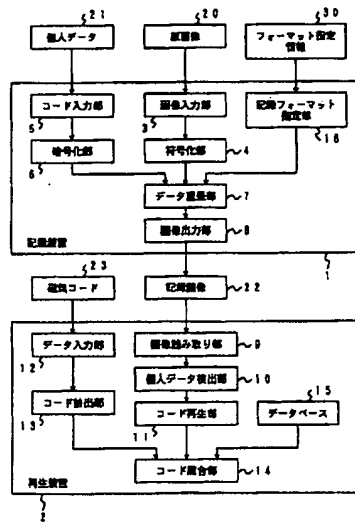 21
20
30
個人データ
原画像
フォーマット指定
情報
コード入力部
画像入力部
記録フォーマット
指定部
5
3
16
暗号化部
符号化部
4
6
データ重畳部
7
画像出力部
8
記録装置
1
23
磁気コード
記録画像
22
データ入力部
画像読み取り部
9
12
個人データ検出部
10
15
コード抽出部
コード再生部
データベース
13
11
コード照合部
14
再生装置
2